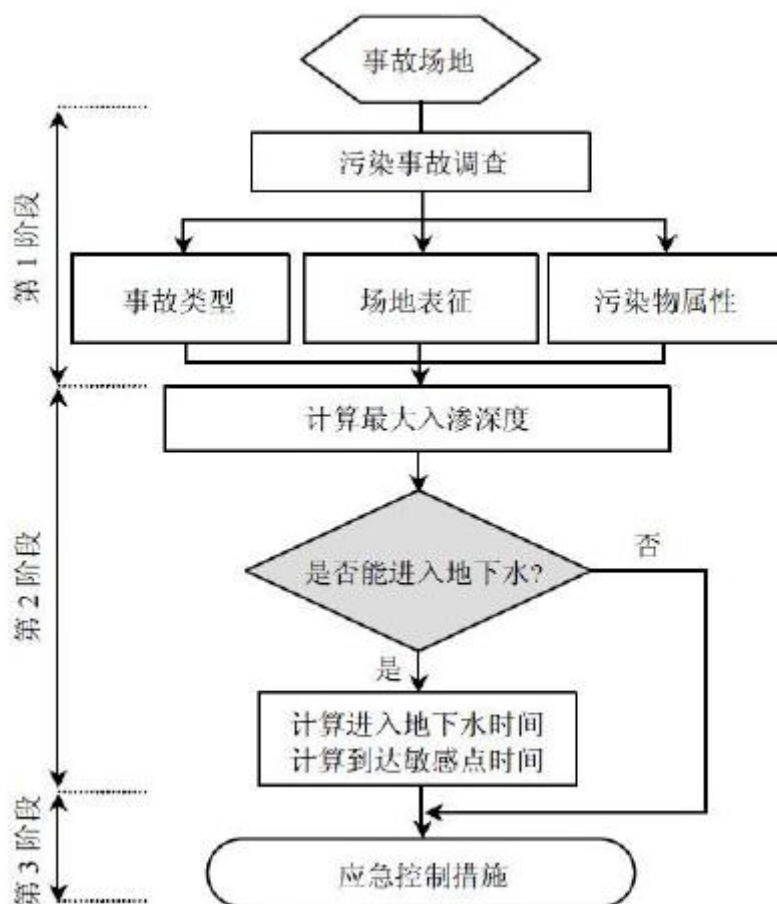 事故场地
第1阶段
污染事故调查
事故类型
场地表征
污染物属性
第2阶段
计算最大入渗深度
是否能进入地下水?
否
是
计算进入地下水时间
计算到达敏感点时间
第3阶段
应急控制措施